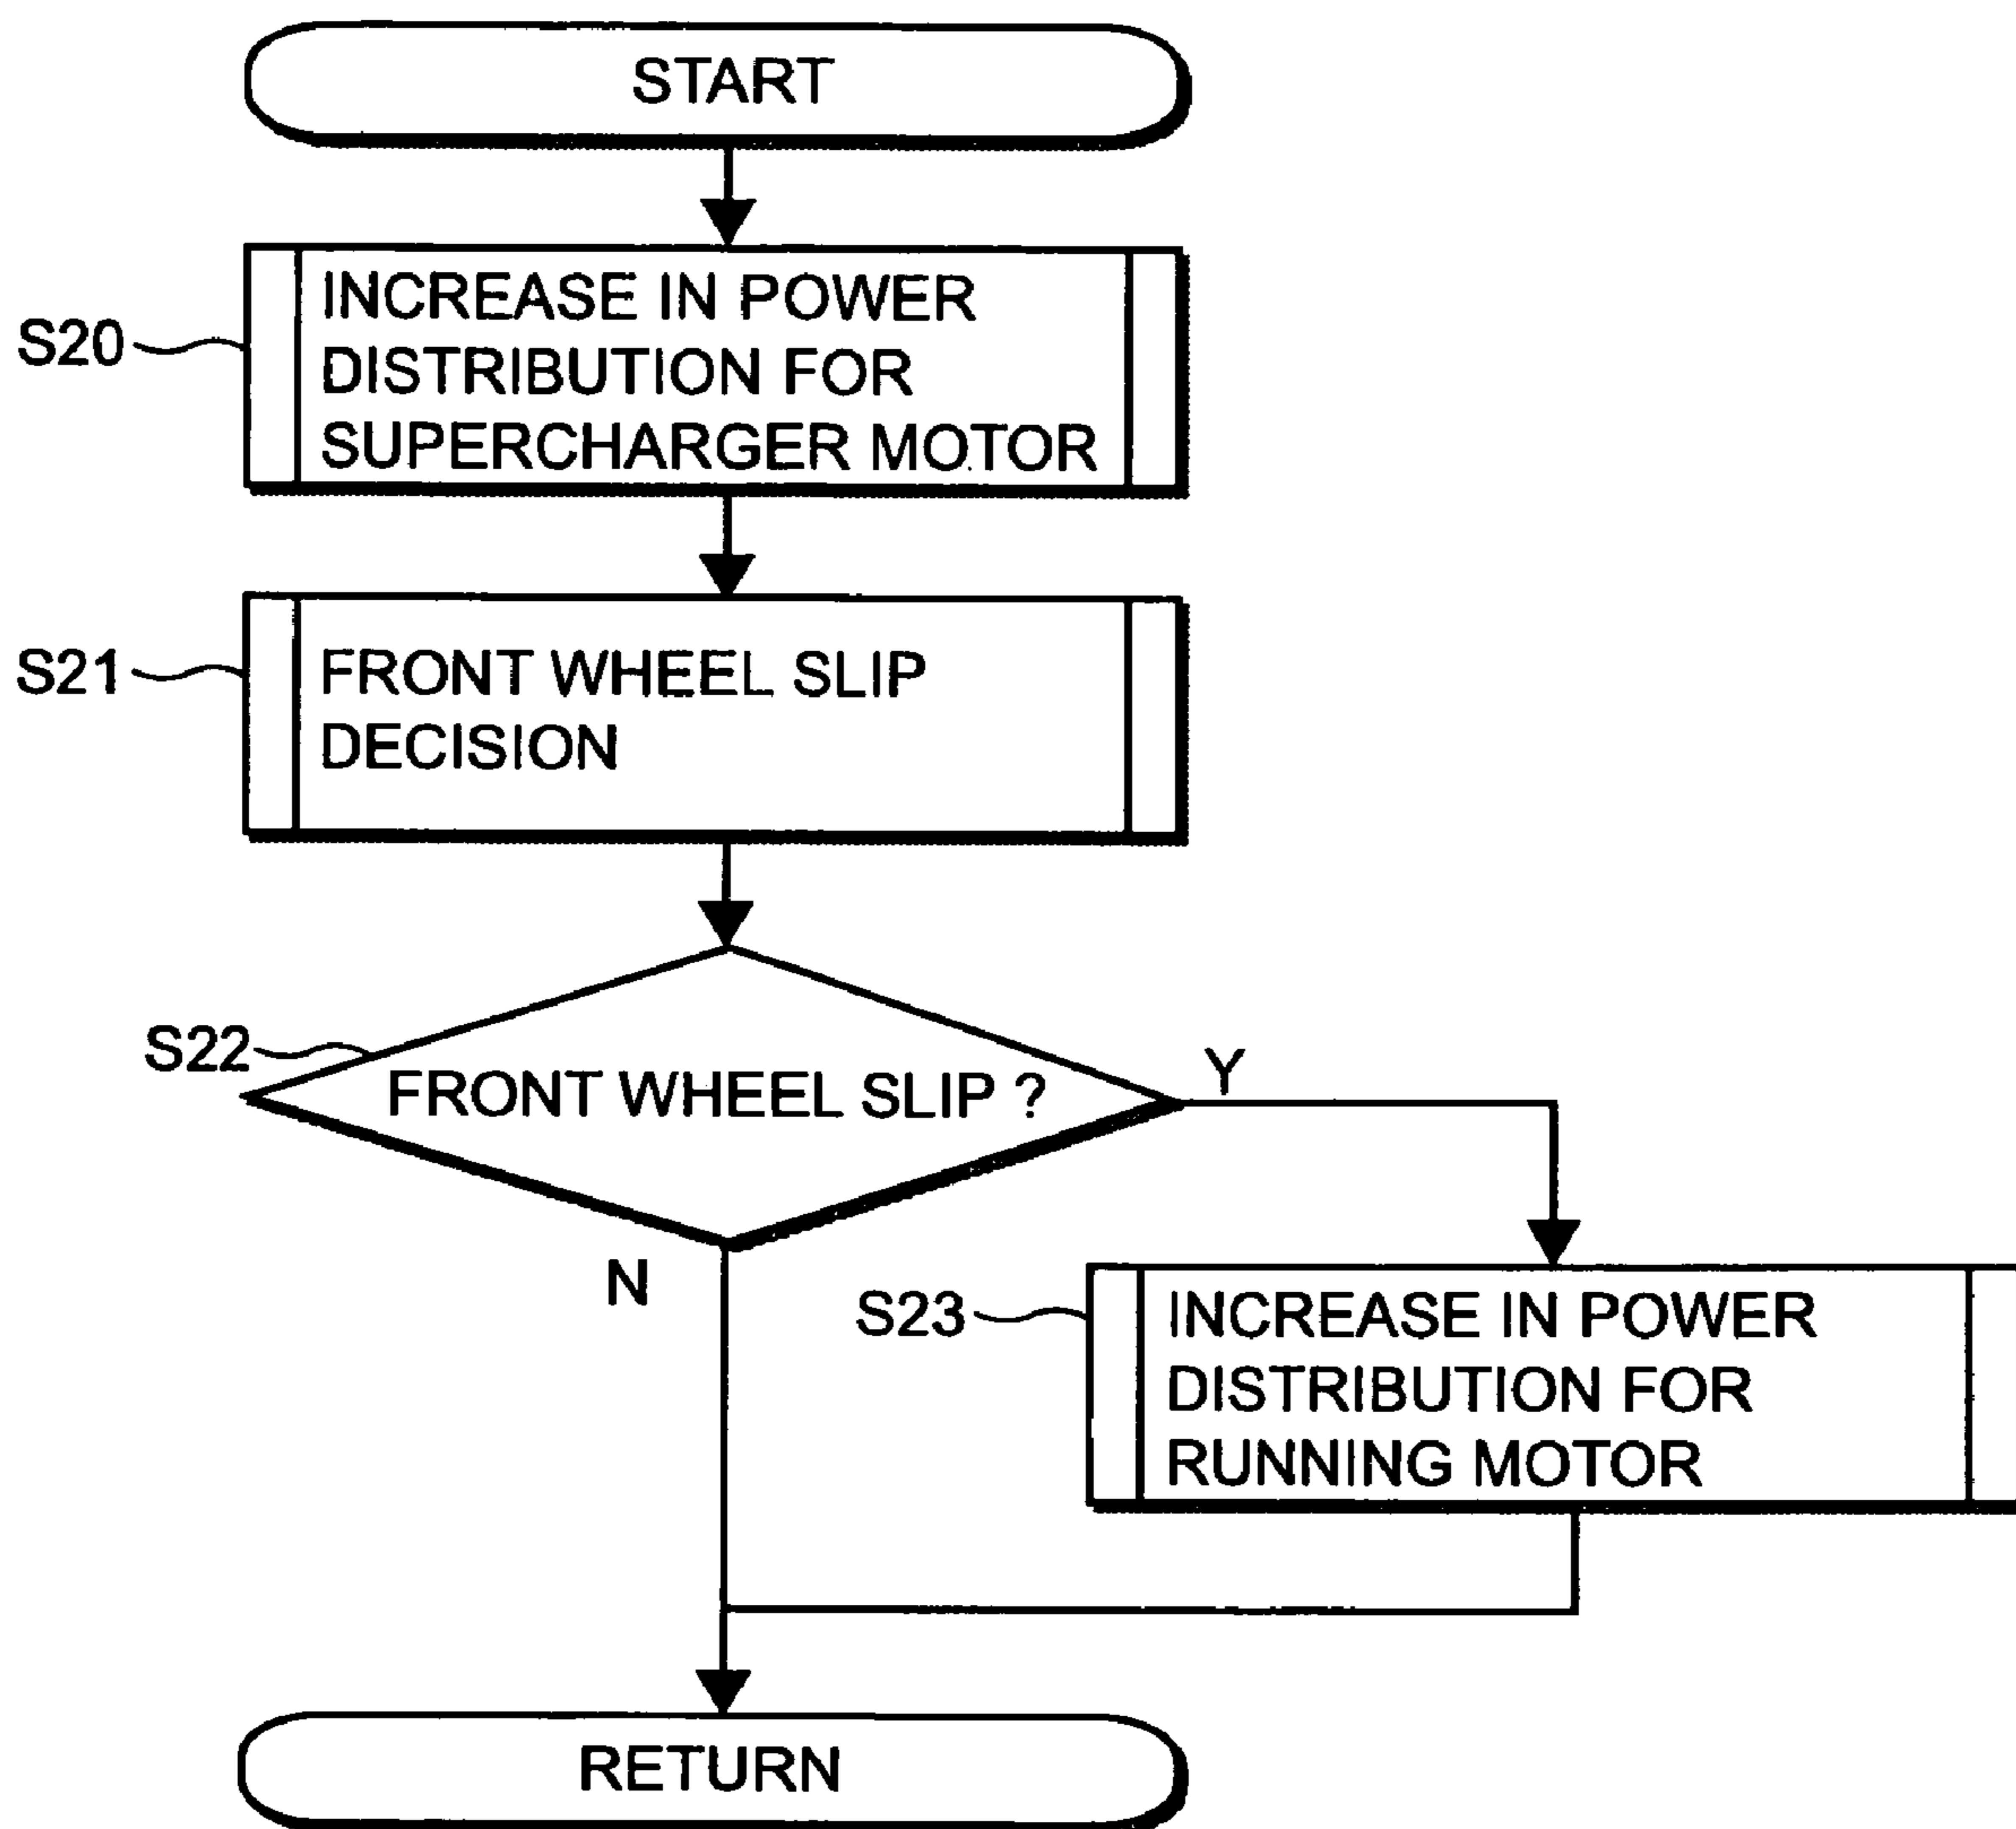 START
S20
INCREASE IN POWER
DISTRIBUTION FOR
SUPERCHARGER MOTOR
S21
FRONT WHEEL SLIP
DECISION
S22
FRONT WHEEL SLIP ?
Y
N
S23
INCREASE IN POWER
DISTRIBUTION FOR
RUNNING MOTOR
RETURN